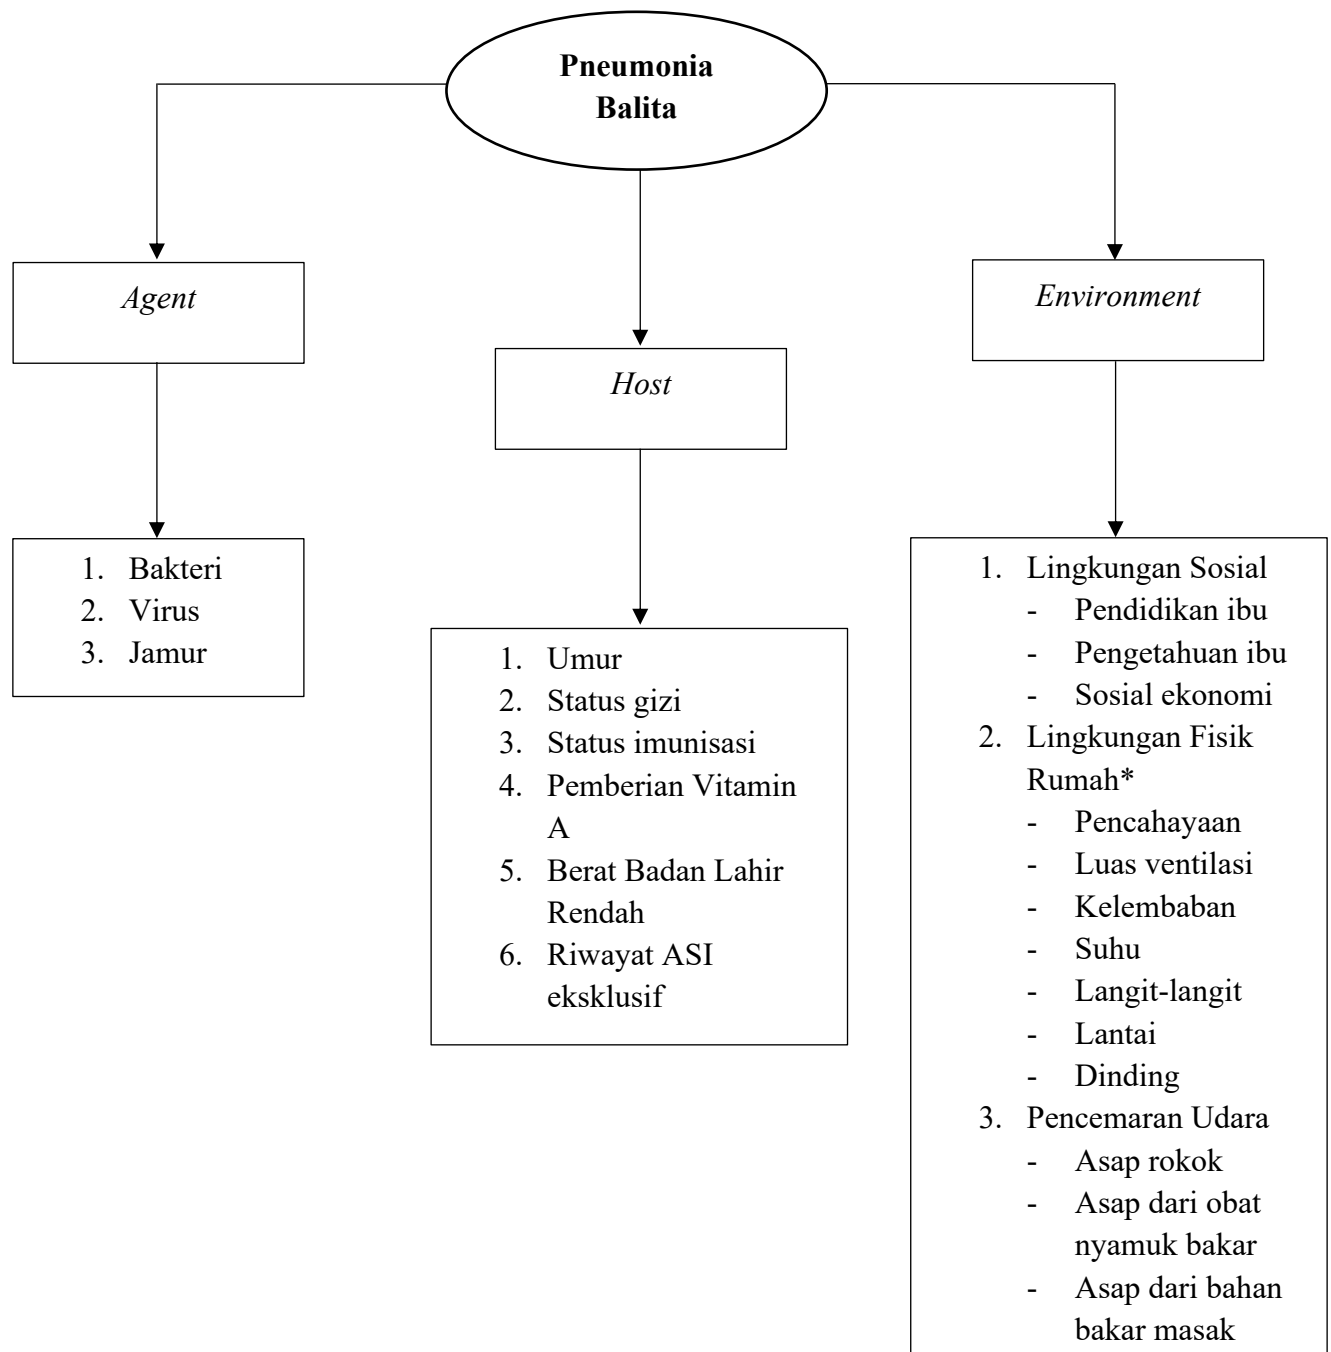 Pneumonia
Balita
Agent
Host
Environment
1. Bakteri
2. Virus
3. Jamur
1. Umur
2. Status gizi
3. Status imunisasi
4. Pemberian Vitamin
A
5. Berat Badan Lahir
Rendah
6. Riwayat ASI
eksklusif
1. Lingkungan Sosial
- Pendidikan ibu
- Pengetahuan ibu
- Sosial ekonomi
2. Lingkungan Fisik
Rumah*
- Pencahayaan
- Luas ventilasi
- Kelembaban
- Suhu
- Langit-langit
- Lantai
- Dinding
3. Pencemaran Udara
- Asap rokok
- Asap dari obat
nyamuk bakar
- Asap dari bahan
bakar masak